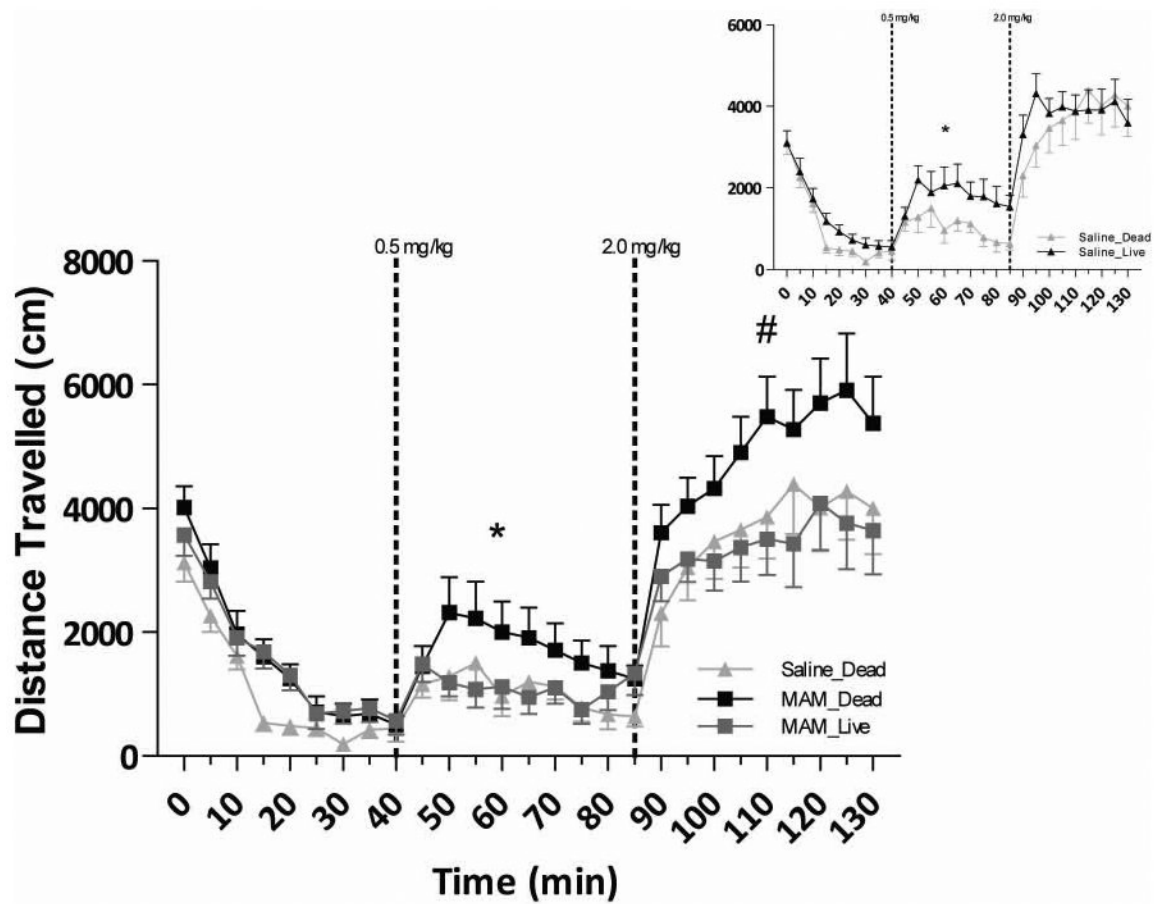 6000
4000
2000
0
0.5 mg/kg
2.0 mg/kg
*
Saline_Dead
Saline_Live
0 10 20 30 40 50 60 70 80 90 100 110 120 130
Distance Travelled (cm)
8000
6000
4000
2000
0
0.5 mg/kg
2.0 mg/kg
*
#
Saline_Dead
MAM_Dead
MAM_Live
0 10 20 30 40 50 60 70 80 90 100 110 120 130
Time (min)